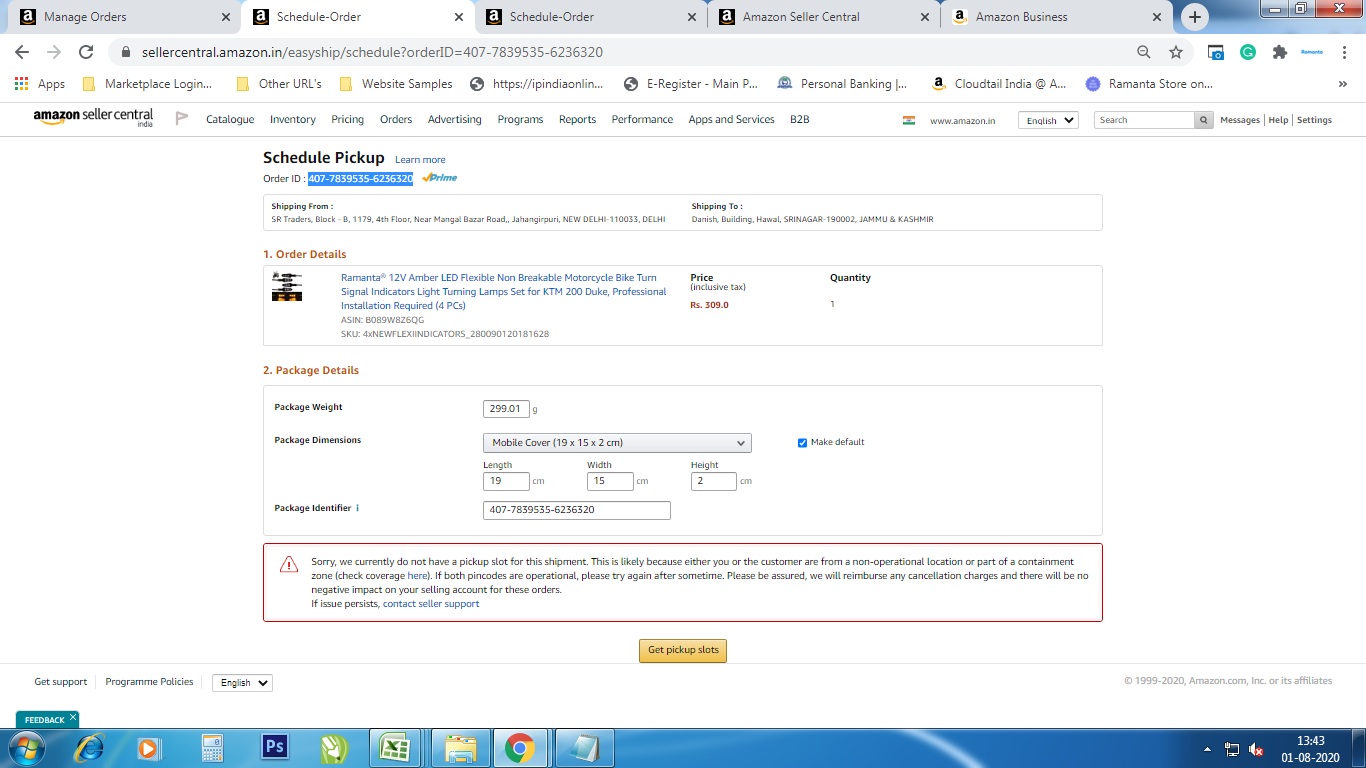 Manage Orders
Schedule-Order
Schedule-Order
Amazon Seller Central
Amazon Business
sellercentral.amazon.in/easyship/schedule?orderID=407-7839535-6236320
Apps
Marketplace Login...
Other URL's
Website Samples
https://ipindiaonlin...
E-Register - Main P...
Personal Banking |...
Cloudtail India @ A...
Ramanta Store on...
»
amazon seller central
india
Catalogue
Inventory
Pricing
Orders
Advertising
Programs
Reports
Performance
Apps and Services
B2B
www.amazon.in
English
Search
Messages | Help | Settings
Schedule Pickup Learn more
Order ID : 407-7839535-6236320 Prime
Shipping From :
SR Traders, Block - B, 1179, 4th Floor, Near Mangal Bazar Road,, Jahangirpuri, NEW DELHI-110033, DELHI
Shipping To :
Danish, Building, Hawal, SRINAGAR-190002, JAMMU & KASHMIR
1. Order Details
Ramanta® 12V Amber LED Flexible Non Breakable Motorcycle Bike Turn
Signal Indicators Light Turning Lamps Set for KTM 200 Duke, Professional
Installation Required (4 PCs)
ASIN: B089W8Z6QG
SKU: 4xNEWFLEXIINDICATORS_280090120181628
Price
(inclusive tax)
Rs. 309.0
Quantity
1
2. Package Details
Package Weight
299.01 g
Package Dimensions
Mobile Cover (19 x 15 x 2 cm)
Make default
Length
19 cm
Width
15 cm
Height
2 cm
Package Identifier i
407-7839535-6236320
Sorry, we currently do not have a pickup slot for this shipment. This is likely because either you or the customer are from a non-operational location or part of a containment
zone (check coverage here). If both pincodes are operational, please try again after sometime. Please be assured, we will reimburse any cancellation charges and there will be no
negative impact on your selling account for these orders.
If issue persists, contact seller support
Get pickup slots
Get support
Programme Policies
English
© 1999-2020, Amazon.com, Inc. or its affiliates
FEEDBACK
Ps
13:43
01-08-2020